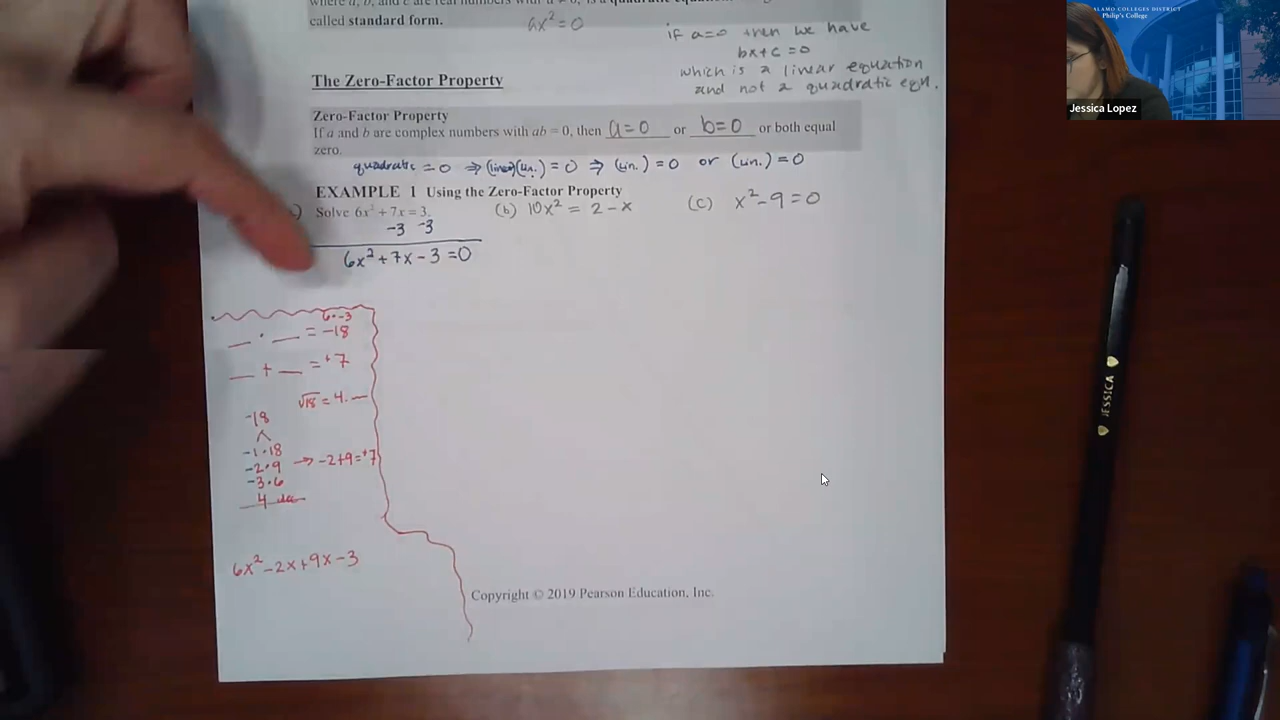 called standard form.
6x² = 0
if a=0 then we have
bx+c=0
which is a linear equation
and not a quadratic eqn.
ALAMO COLLEGES DISTRICT
Philip's College
Jessica Lopez
The Zero-Factor Property
Zero-Factor Property
If a and b are complex numbers with ab = 0, then a=0 or b=0 or both equal
zero.
quadratic = 0 ⇒ (linear)(lin.) = 0 ⇒ (lin.) = 0 or (lin.) = 0
EXAMPLE 1 Using the Zero-Factor Property
Solve 6x² + 7x = 3. (b) 10x² = 2 - x (c) x² - 9 = 0
-3 -3
6x² + 7x - 3 = 0
6·-3
__ · __ = -18
__ + __ = +7
√18 = 4.
-18
-1·18
-2·9 → -2+9=+7
-3·6
4
6x² - 2x + 9x - 3
JESSICA
Copyright © 2019 Pearson Education, Inc.